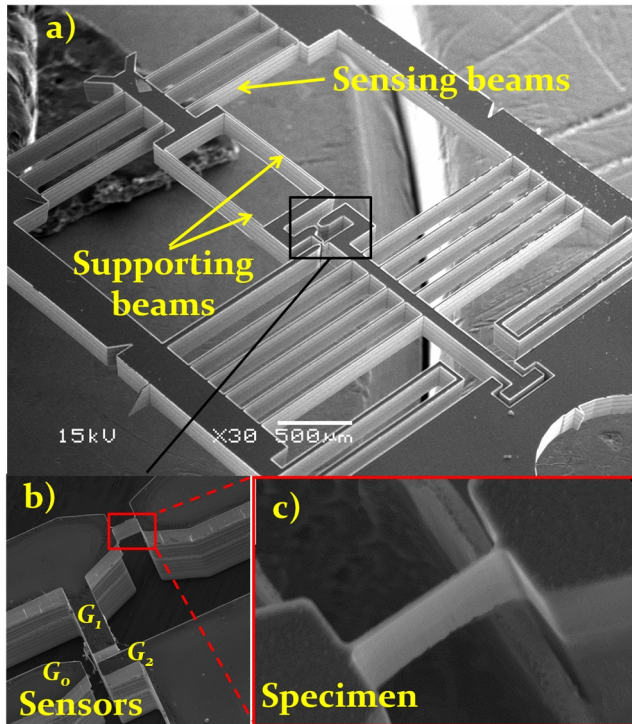 a)
Sensing beams
Supporting
beams
15kV X30 500μm
b)
G₁
G₂
G₀
Sensors
c)
Specimen